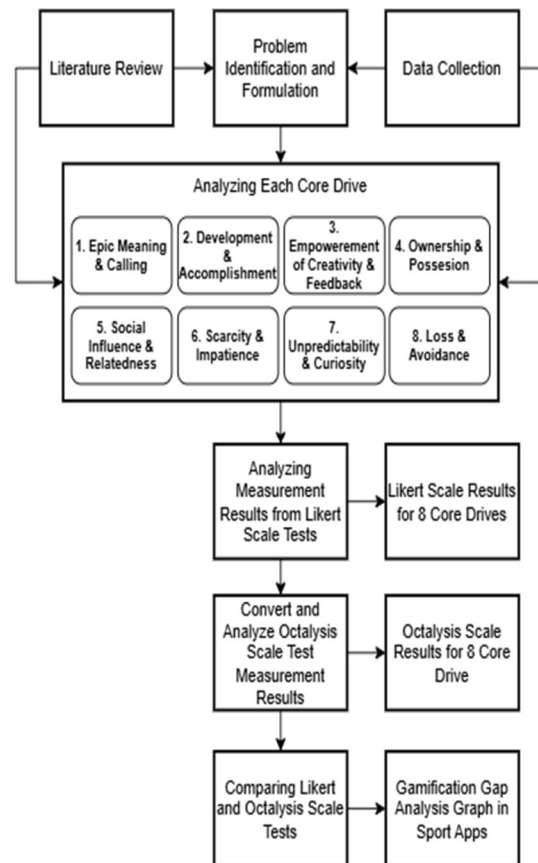 Literature Review
Problem
Identification and
Formulation
Data Collection
Analyzing Each Core Drive
1. Epic Meaning
& Calling
2. Development
&
Accomplishment
3.
Empowerement
of Creativity &
Feedback
4. Ownership &
Possesion
5. Social
Influence &
Relatedness
6. Scarcity &
Impatience
7.
Unpredictability
& Curiosity
8. Loss &
Avoidance
Analyzing
Measurement
Results from Likert
Scale Tests
Likert Scale Results
for 8 Core Drives
Convert and
Analyze Octalysis
Scale Test
Measurement
Results
Octalysis Scale
Results for 8 Core
Drive
Comparing Likert
and Octalysis Scale
Tests
Gamification Gap
Analysis Graph in
Sport Apps